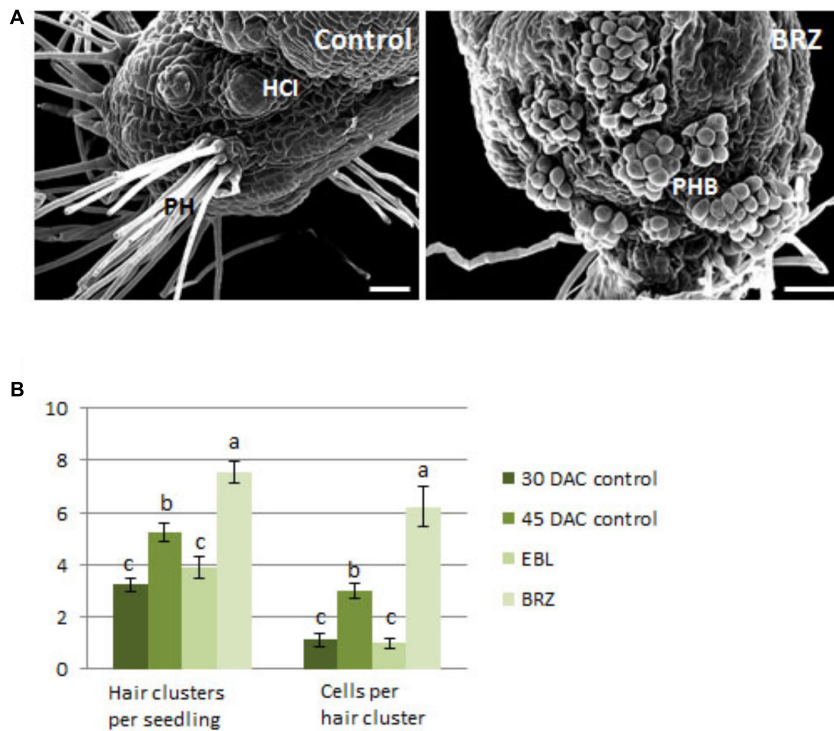 A
Control
HCI
PH
BRZ
PHB
B
10
8
6
4
2
0
c
b
c
a
c
b
c
a
Hair clusters
per seedling
Cells per
hair cluster
30 DAC control
45 DAC control
EBL
BRZ